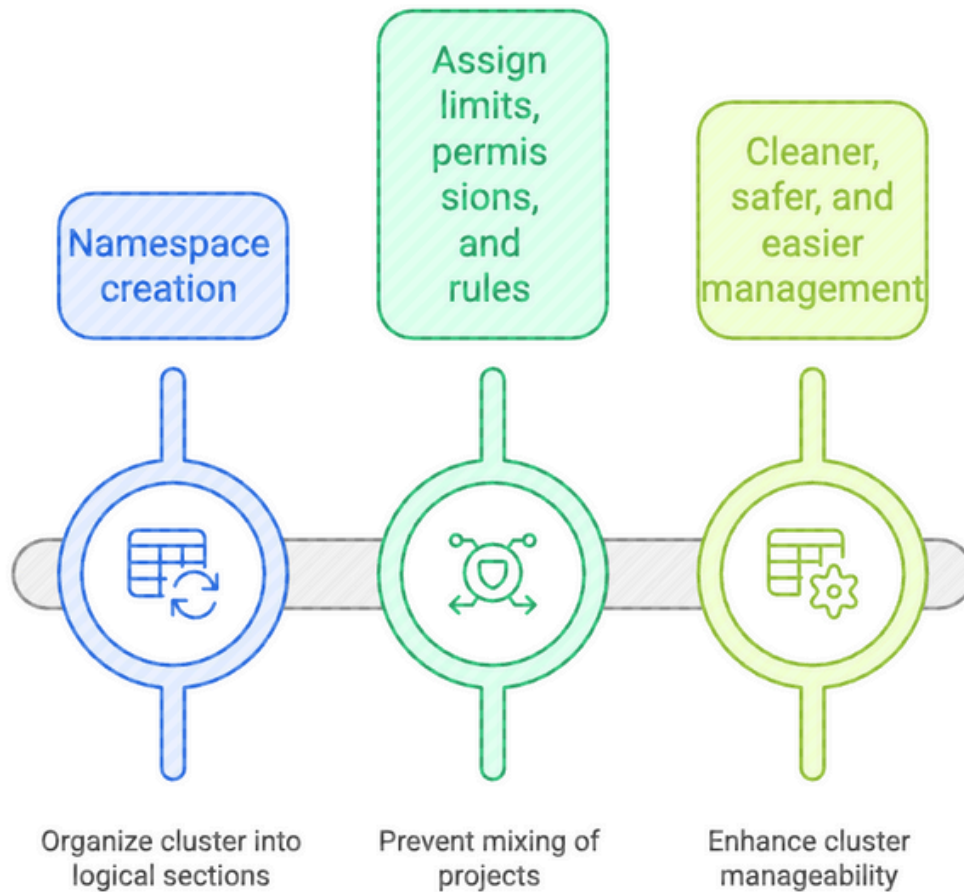 Namespace
creation
Assign
limits,
permis
sions,
and
rules
Cleaner,
safer, and
easier
management
Organize cluster into
logical sections
Prevent mixing of
projects
Enhance cluster
manageability